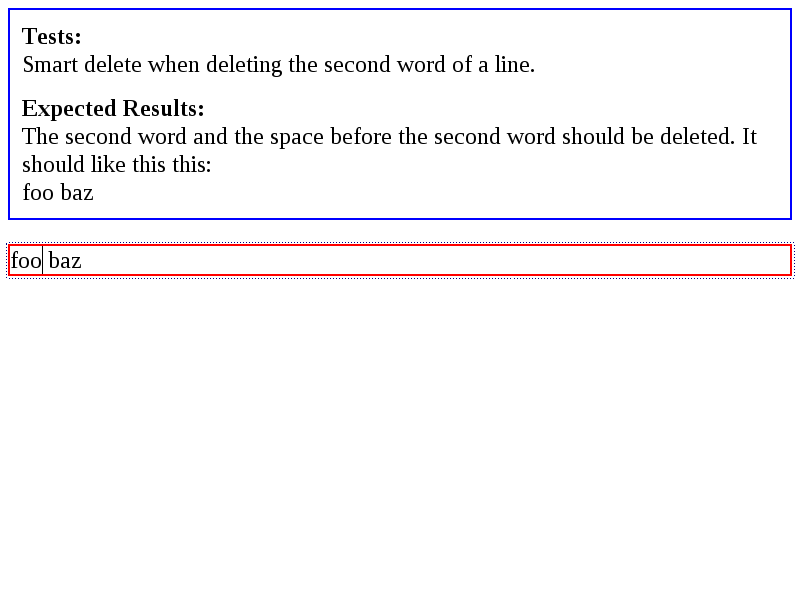 Tests:
Smart delete when deleting the second word of a line.
Expected Results:
The second word and the space before the second word should be deleted. It
should like this this:
foo baz
foo baz